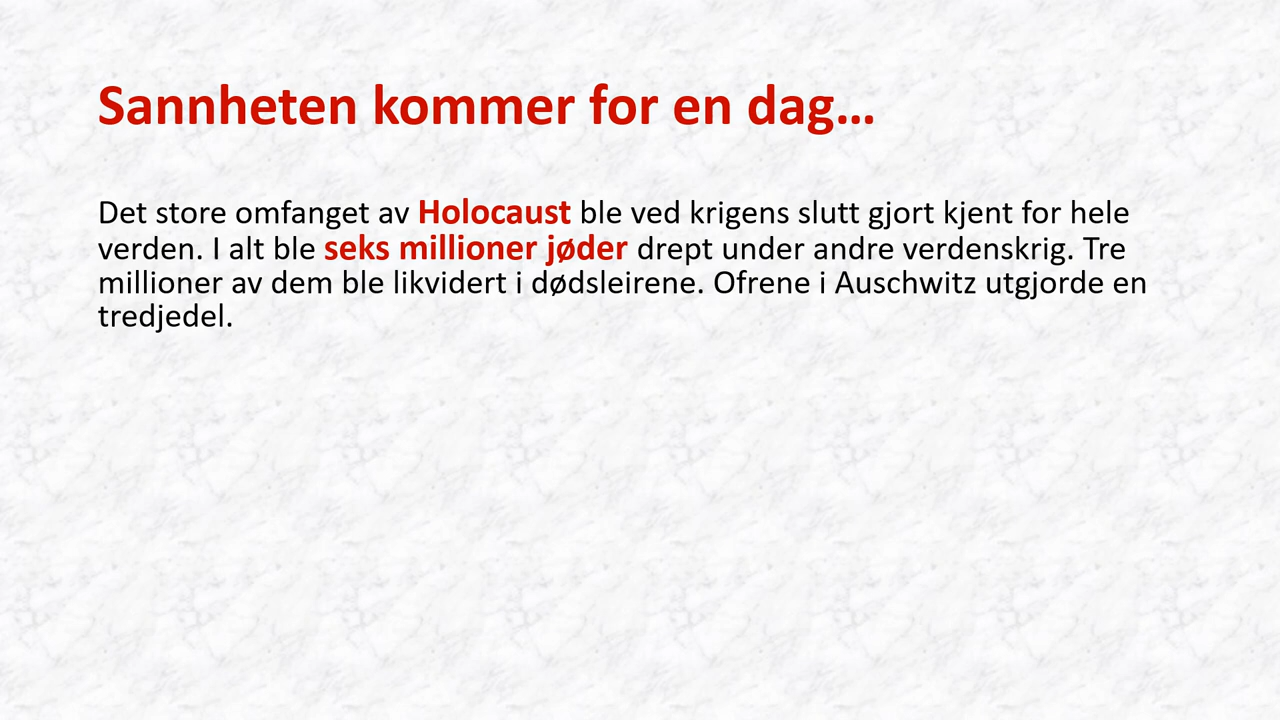 Sannheten kommer for en dag...
Det store omfanget av Holocaust ble ved krigens slutt gjort kjent for hele
verden. I alt ble seks millioner jøder drept under andre verdenskrig. Tre
millioner av dem ble likvidert i dødsleirene. Ofrene i Auschwitz utgjorde en
tredjedel.